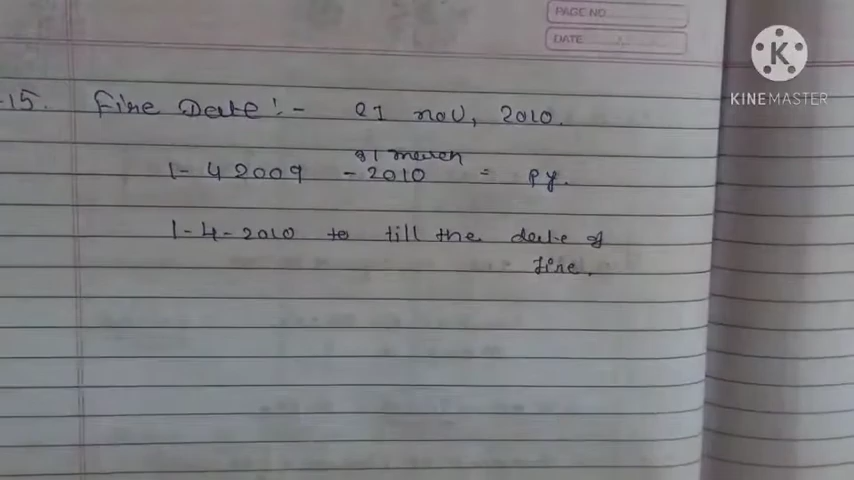 PAGE NO
DATE
K
KINEMASTER
-15. Fire Date :- 21 nov, 2010.
31 march
1-4 2009 - 2010 = PY.
1-4-2010 to till the date of
fire.